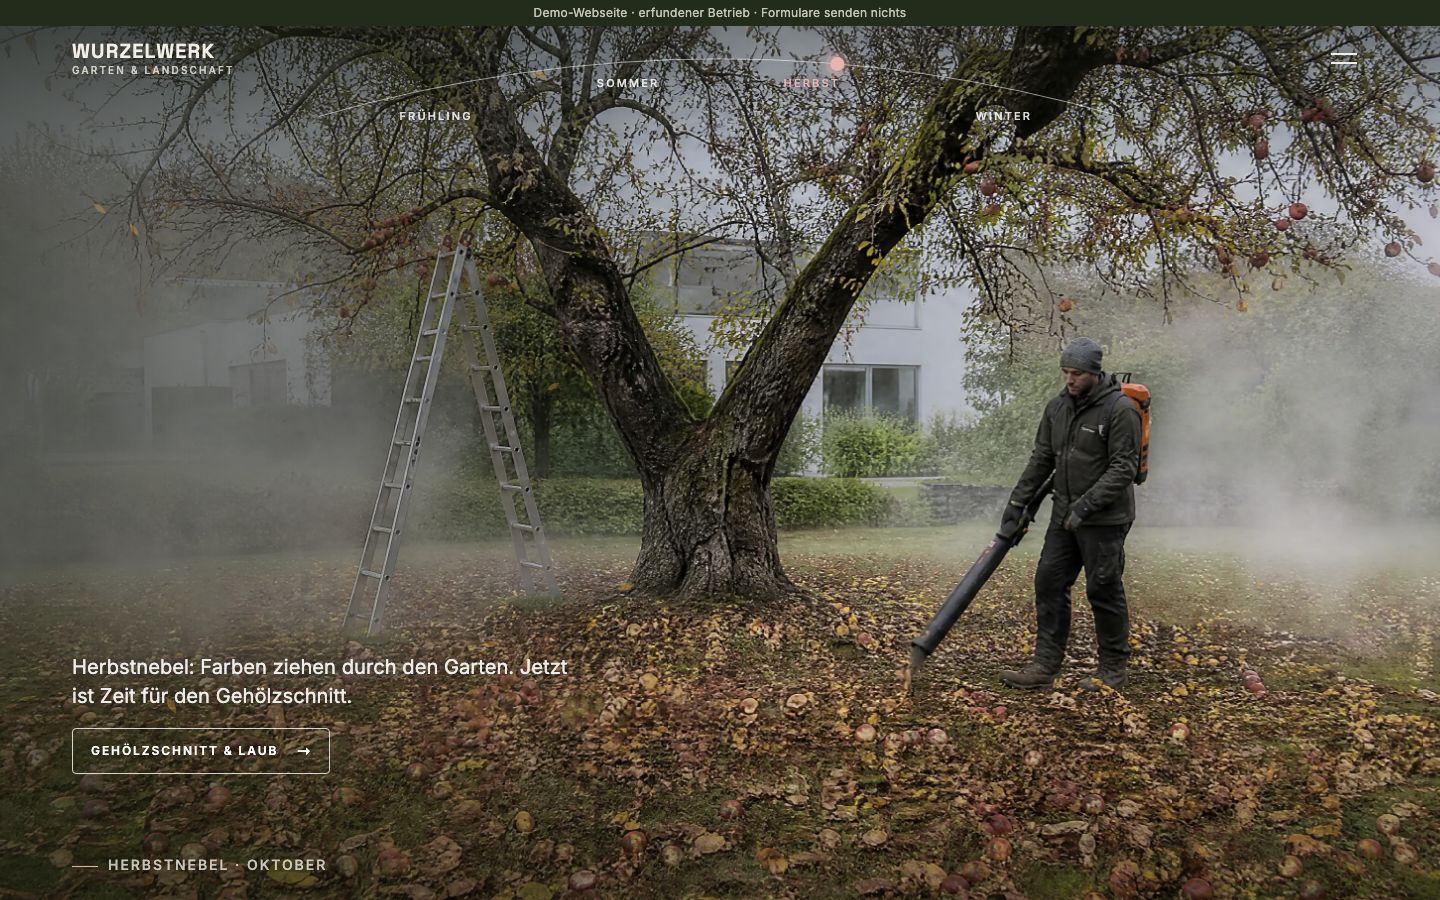 Demo-Webseite · erfundener Betrieb · Formulare senden nichts
WURZELWERK
GARTEN & LANDSCHAFT
SOMMER
HERBST
FRÜHLING
WINTER
Herbstnebel: Farben ziehen durch den Garten. Jetzt
ist Zeit für den Gehölzschnitt.
GEHÖLZSCHNITT & LAUB →
HERBSTNEBEL · OKTOBER